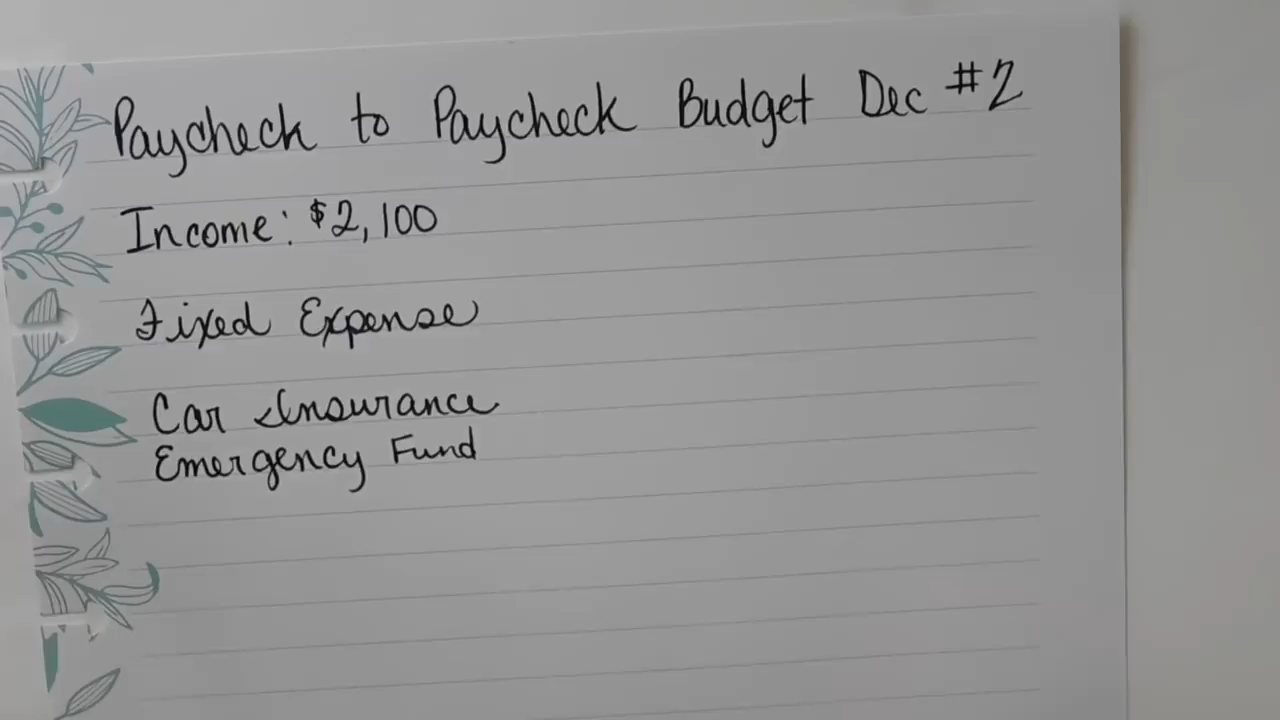 Paycheck to Paycheck Budget Dec #2
Income: $2,100
Fixed Expense
Car Insurance
Emergency Fund